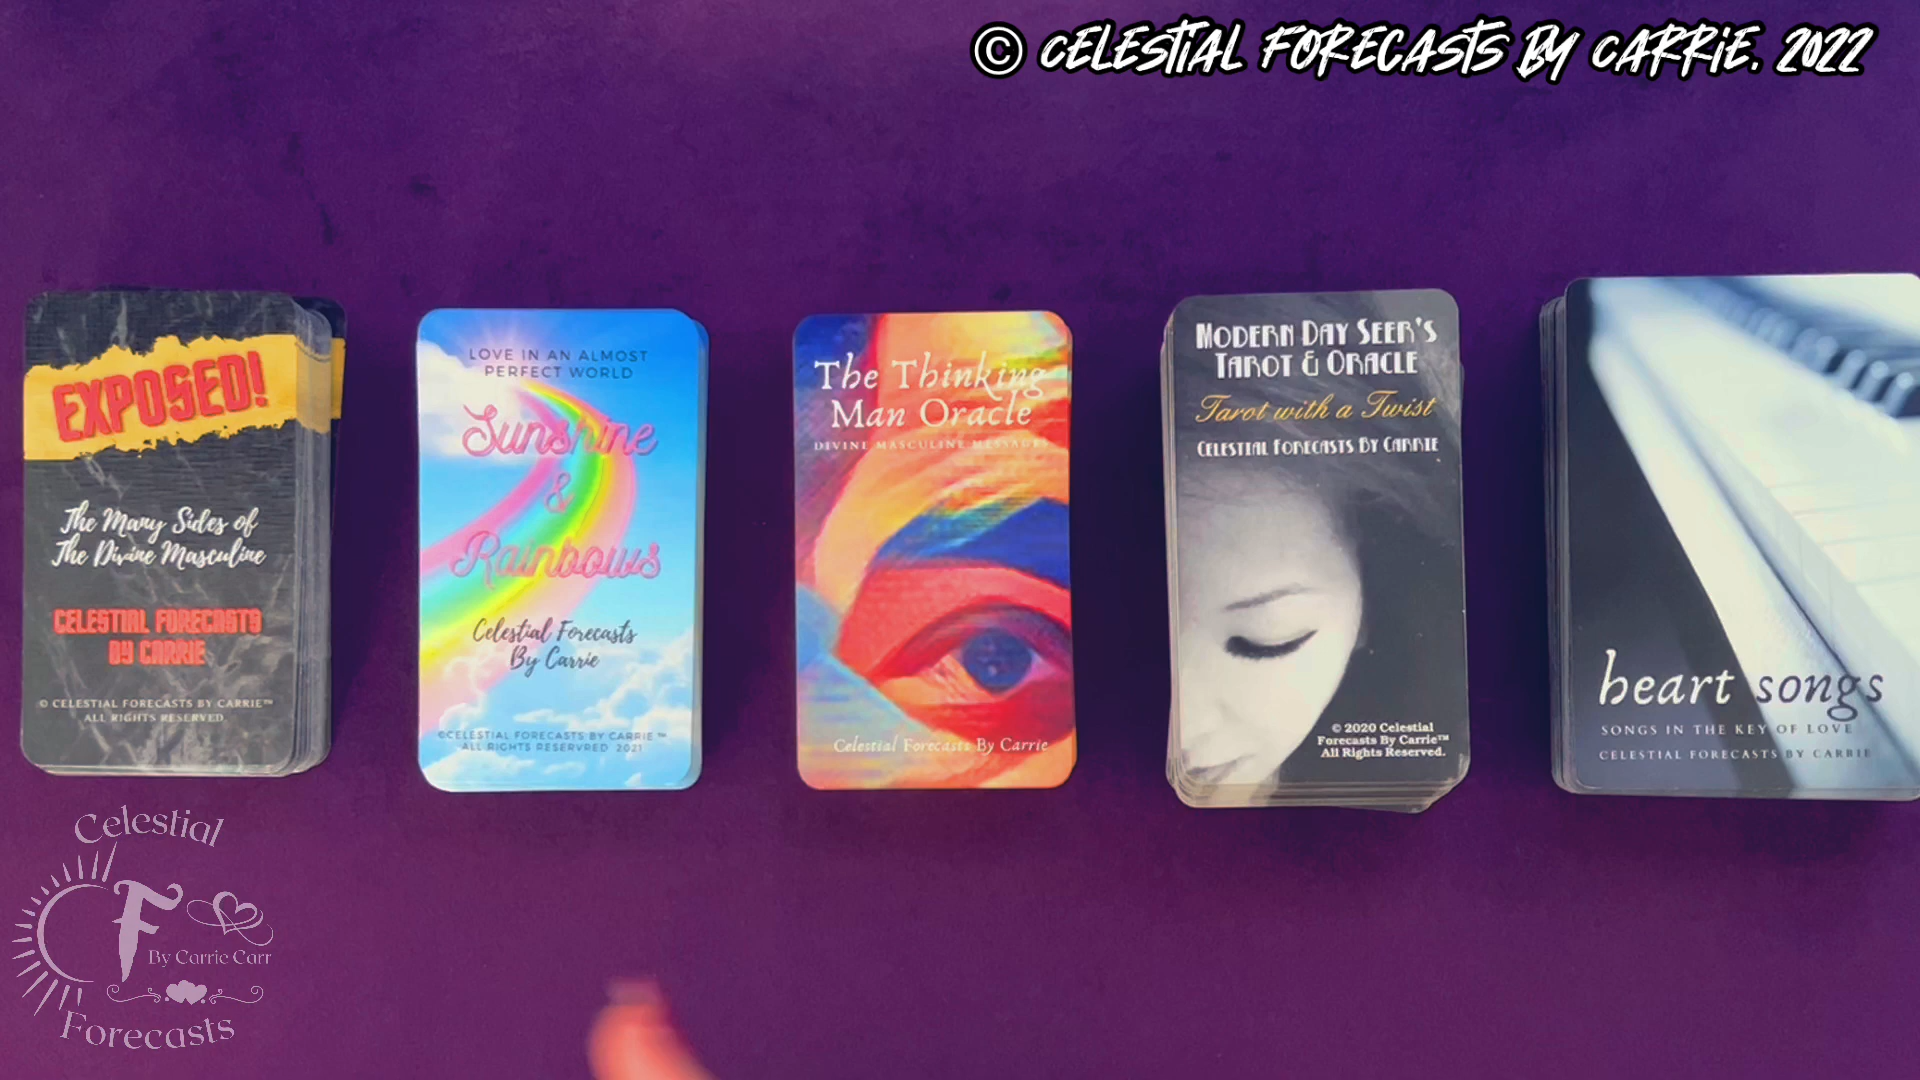 © CELESTIAL FORECASTS BY CARRIE. 2022
EXPOSED!
The Many Sides of
The Divine Masculine
CELESTIAL FORECASTS
BY CARRIE
© CELESTIAL FORECASTS BY CARRIE™
ALL RIGHTS RESERVED.
LOVE IN AN ALMOST
PERFECT WORLD
Sunshine
&
Rainbows
Celestial Forecasts
By Carrie
©CELESTIAL FORECASTS BY CARRIE ™
ALL RIGHTS RESERVRED 2021
The Thinking
Man Oracle
DIVINE MASCULINE MESSAGES
Celestial Forecasts By Carrie
MODERN DAY SEER'S
TAROT & ORACLE
Tarot with a Twist
CELESTIAL FORECASTS BY CARRIE
© 2020 Celestial
Forecasts By Carrie™
All Rights Reserved.
heart songs
SONGS IN THE KEY OF LOVE
CELESTIAL FORECASTS BY CARRIE
Celestial
F
By Carrie Carr
Forecasts